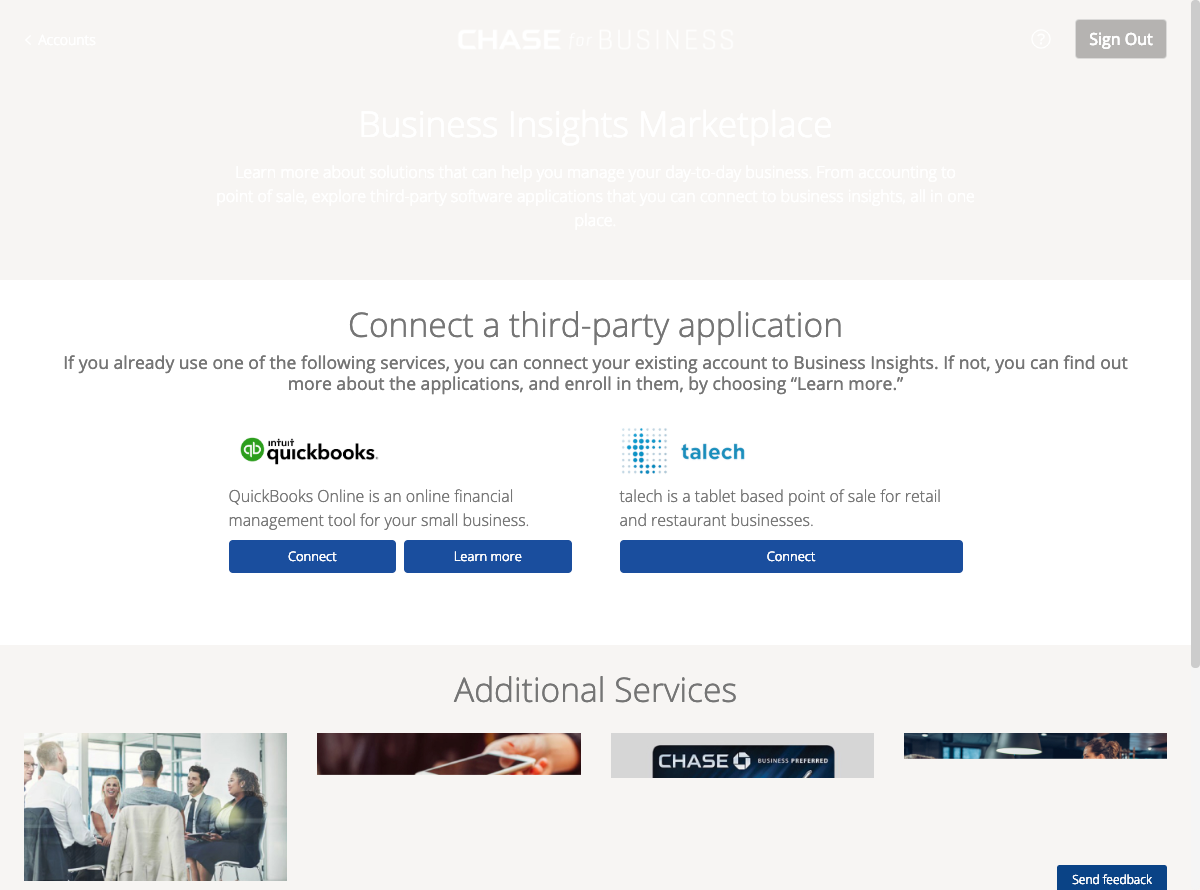 Accounts
CHASE for BUSINESS
?
Sign Out
Business Insights Marketplace
Learn more about solutions that can help you manage your day-to-day business. From accounting to
point of sale, explore third-party software applications that you can connect to business insights, all in one
place.
Connect a third-party application
If you already use one of the following services, you can connect your existing account to Business Insights. If not, you can find out
more about the applications, and enroll in them, by choosing “Learn more.”
qb intuit quickbooks.
QuickBooks Online is an online financial
management tool for your small business.
Connect
Learn more
talech
talech is a tablet based point of sale for retail
and restaurant businesses.
Connect
Additional Services
CHASE BUSINESS PREFERRED
Send feedback